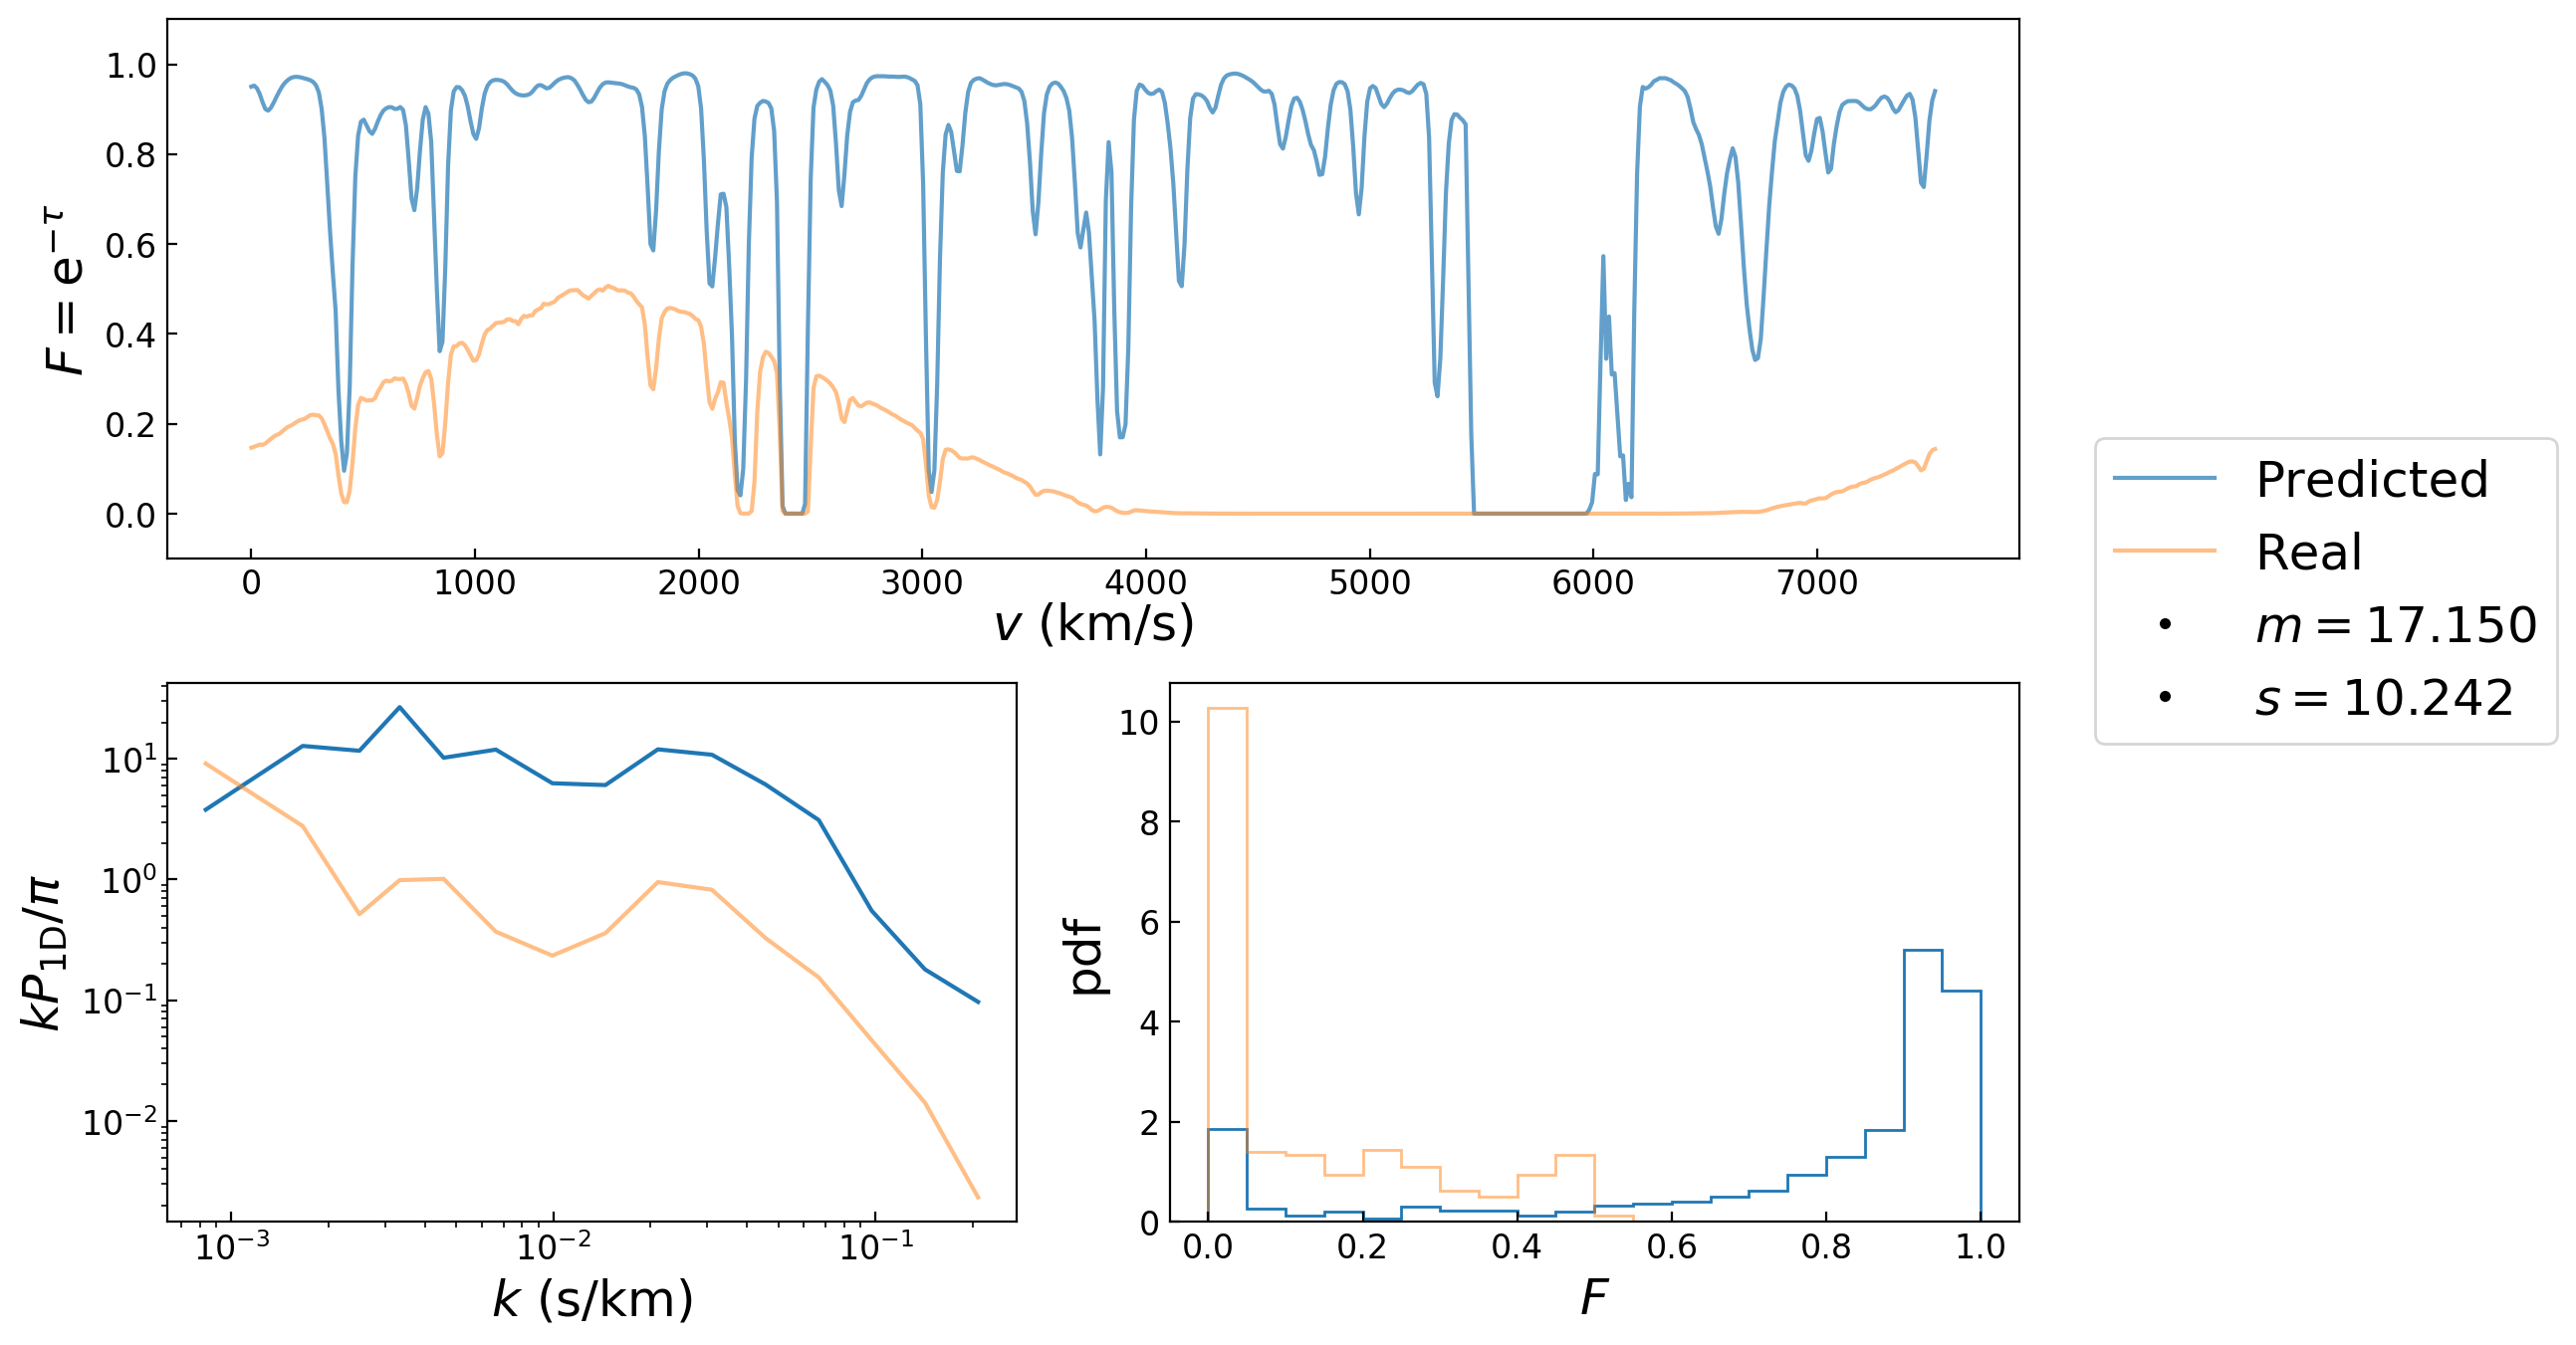 1.0
0.8
0.6
0.4
0.2
0.0
F = e^{-τ}
0 1000 2000 3000 4000 5000 6000 7000
v (km/s)
Predicted
Real
m = 17.150
s = 10.242
10^1
10^0
10^{-1}
10^{-2}
kP_{1D}/π
10^{-3} 10^{-2} 10^{-1}
k (s/km)
10
8
6
4
2
0
pdf
0.0 0.2 0.4 0.6 0.8 1.0
F